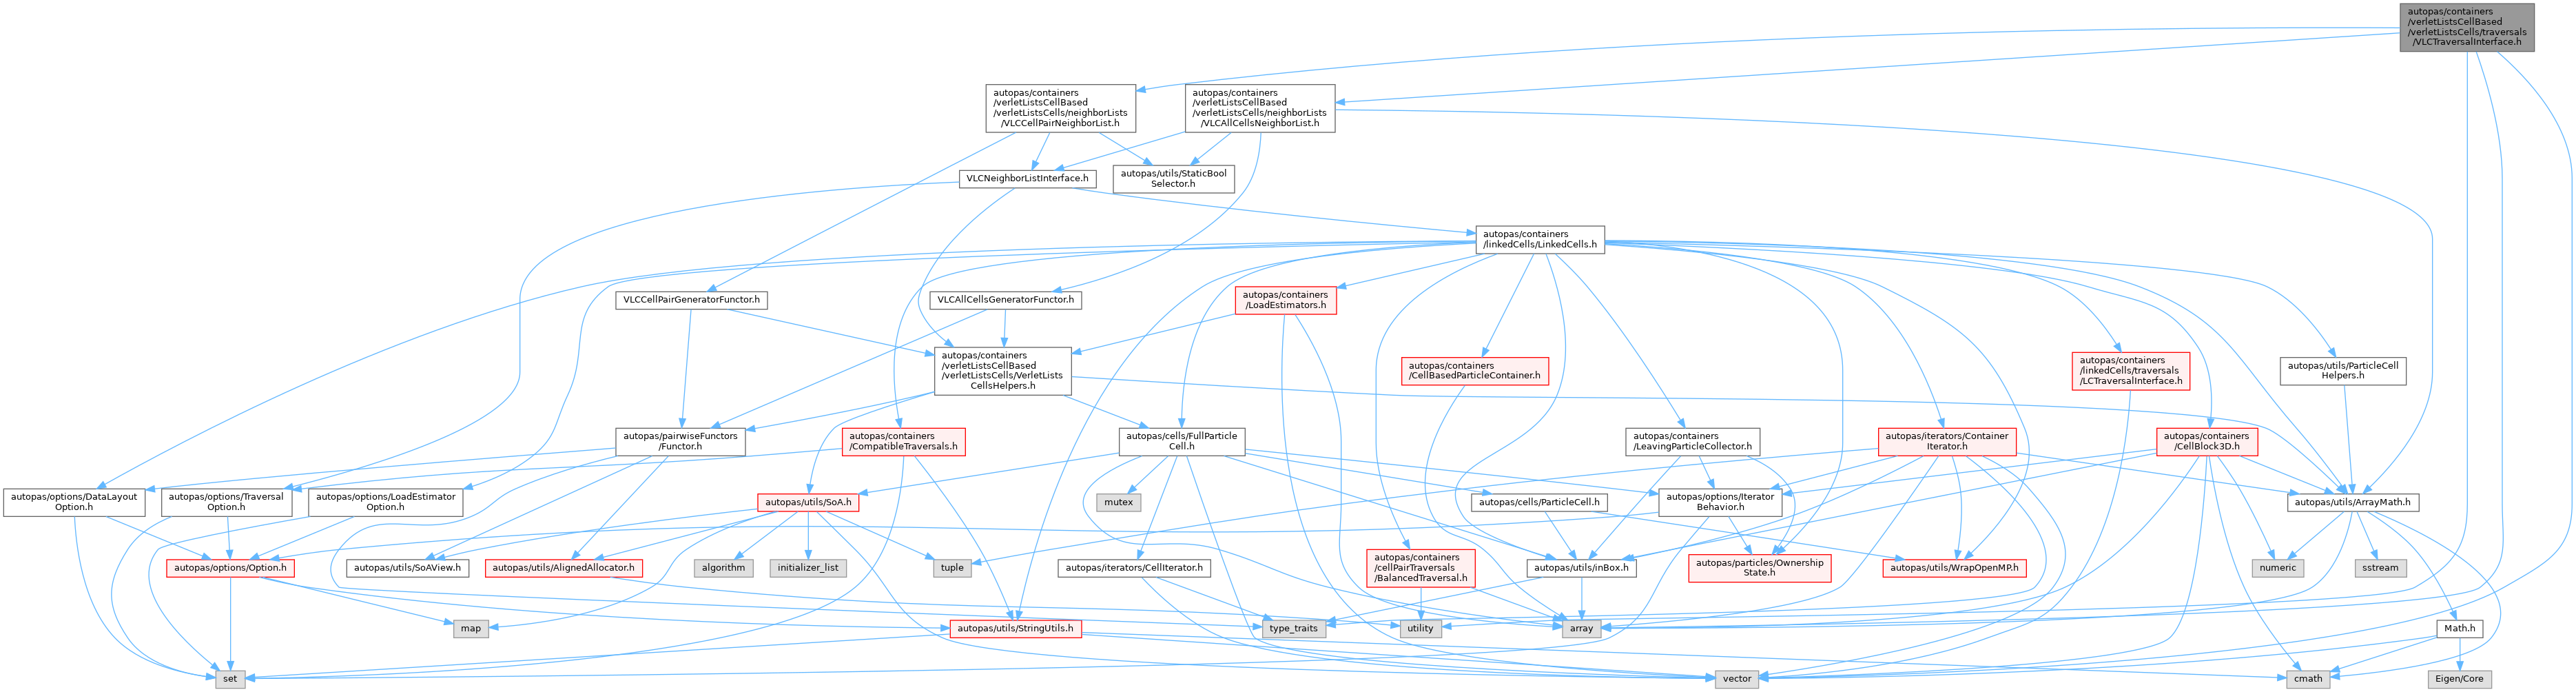 autopas/containers
/verletListsCellBased
/verletListsCells/traversals
/VLCTraversalInterface.h
autopas/containers
/verletListsCellBased
/verletListsCells/neighborLists
/VLCCellPairNeighborList.h
autopas/containers
/verletListsCellBased
/verletListsCells/neighborLists
/VLCAllCellsNeighborList.h
VLCNeighborListInterface.h
autopas/utils/StaticBool
Selector.h
autopas/containers
/linkedCells/LinkedCells.h
VLCCellPairGeneratorFunctor.h
VLCAllCellsGeneratorFunctor.h
autopas/containers
/LoadEstimators.h
autopas/containers
/verletListsCellBased
/verletListsCells/VerletLists
CellsHelpers.h
autopas/containers
/CellBasedParticleContainer.h
autopas/containers
/linkedCells/traversals
/LCTraversalInterface.h
autopas/utils/ParticleCell
Helpers.h
autopas/pairwiseFunctors
/Functor.h
autopas/containers
/CompatibleTraversals.h
autopas/cells/FullParticle
Cell.h
autopas/containers
/LeavingParticleCollector.h
autopas/iterators/Container
Iterator.h
autopas/containers
/CellBlock3D.h
autopas/options/DataLayout
Option.h
autopas/options/Traversal
Option.h
autopas/options/LoadEstimator
Option.h
autopas/utils/SoA.h
mutex
autopas/cells/ParticleCell.h
autopas/options/Iterator
Behavior.h
autopas/utils/ArrayMath.h
autopas/options/Option.h
autopas/utils/SoAView.h
autopas/utils/AlignedAllocator.h
algorithm
initializer_list
tuple
autopas/iterators/CellIterator.h
autopas/containers
/cellPairTraversals
/BalancedTraversal.h
autopas/utils/inBox.h
autopas/particles/Ownership
State.h
autopas/utils/WrapOpenMP.h
numeric
sstream
map
autopas/utils/StringUtils.h
type_traits
utility
array
Math.h
set
vector
cmath
Eigen/Core